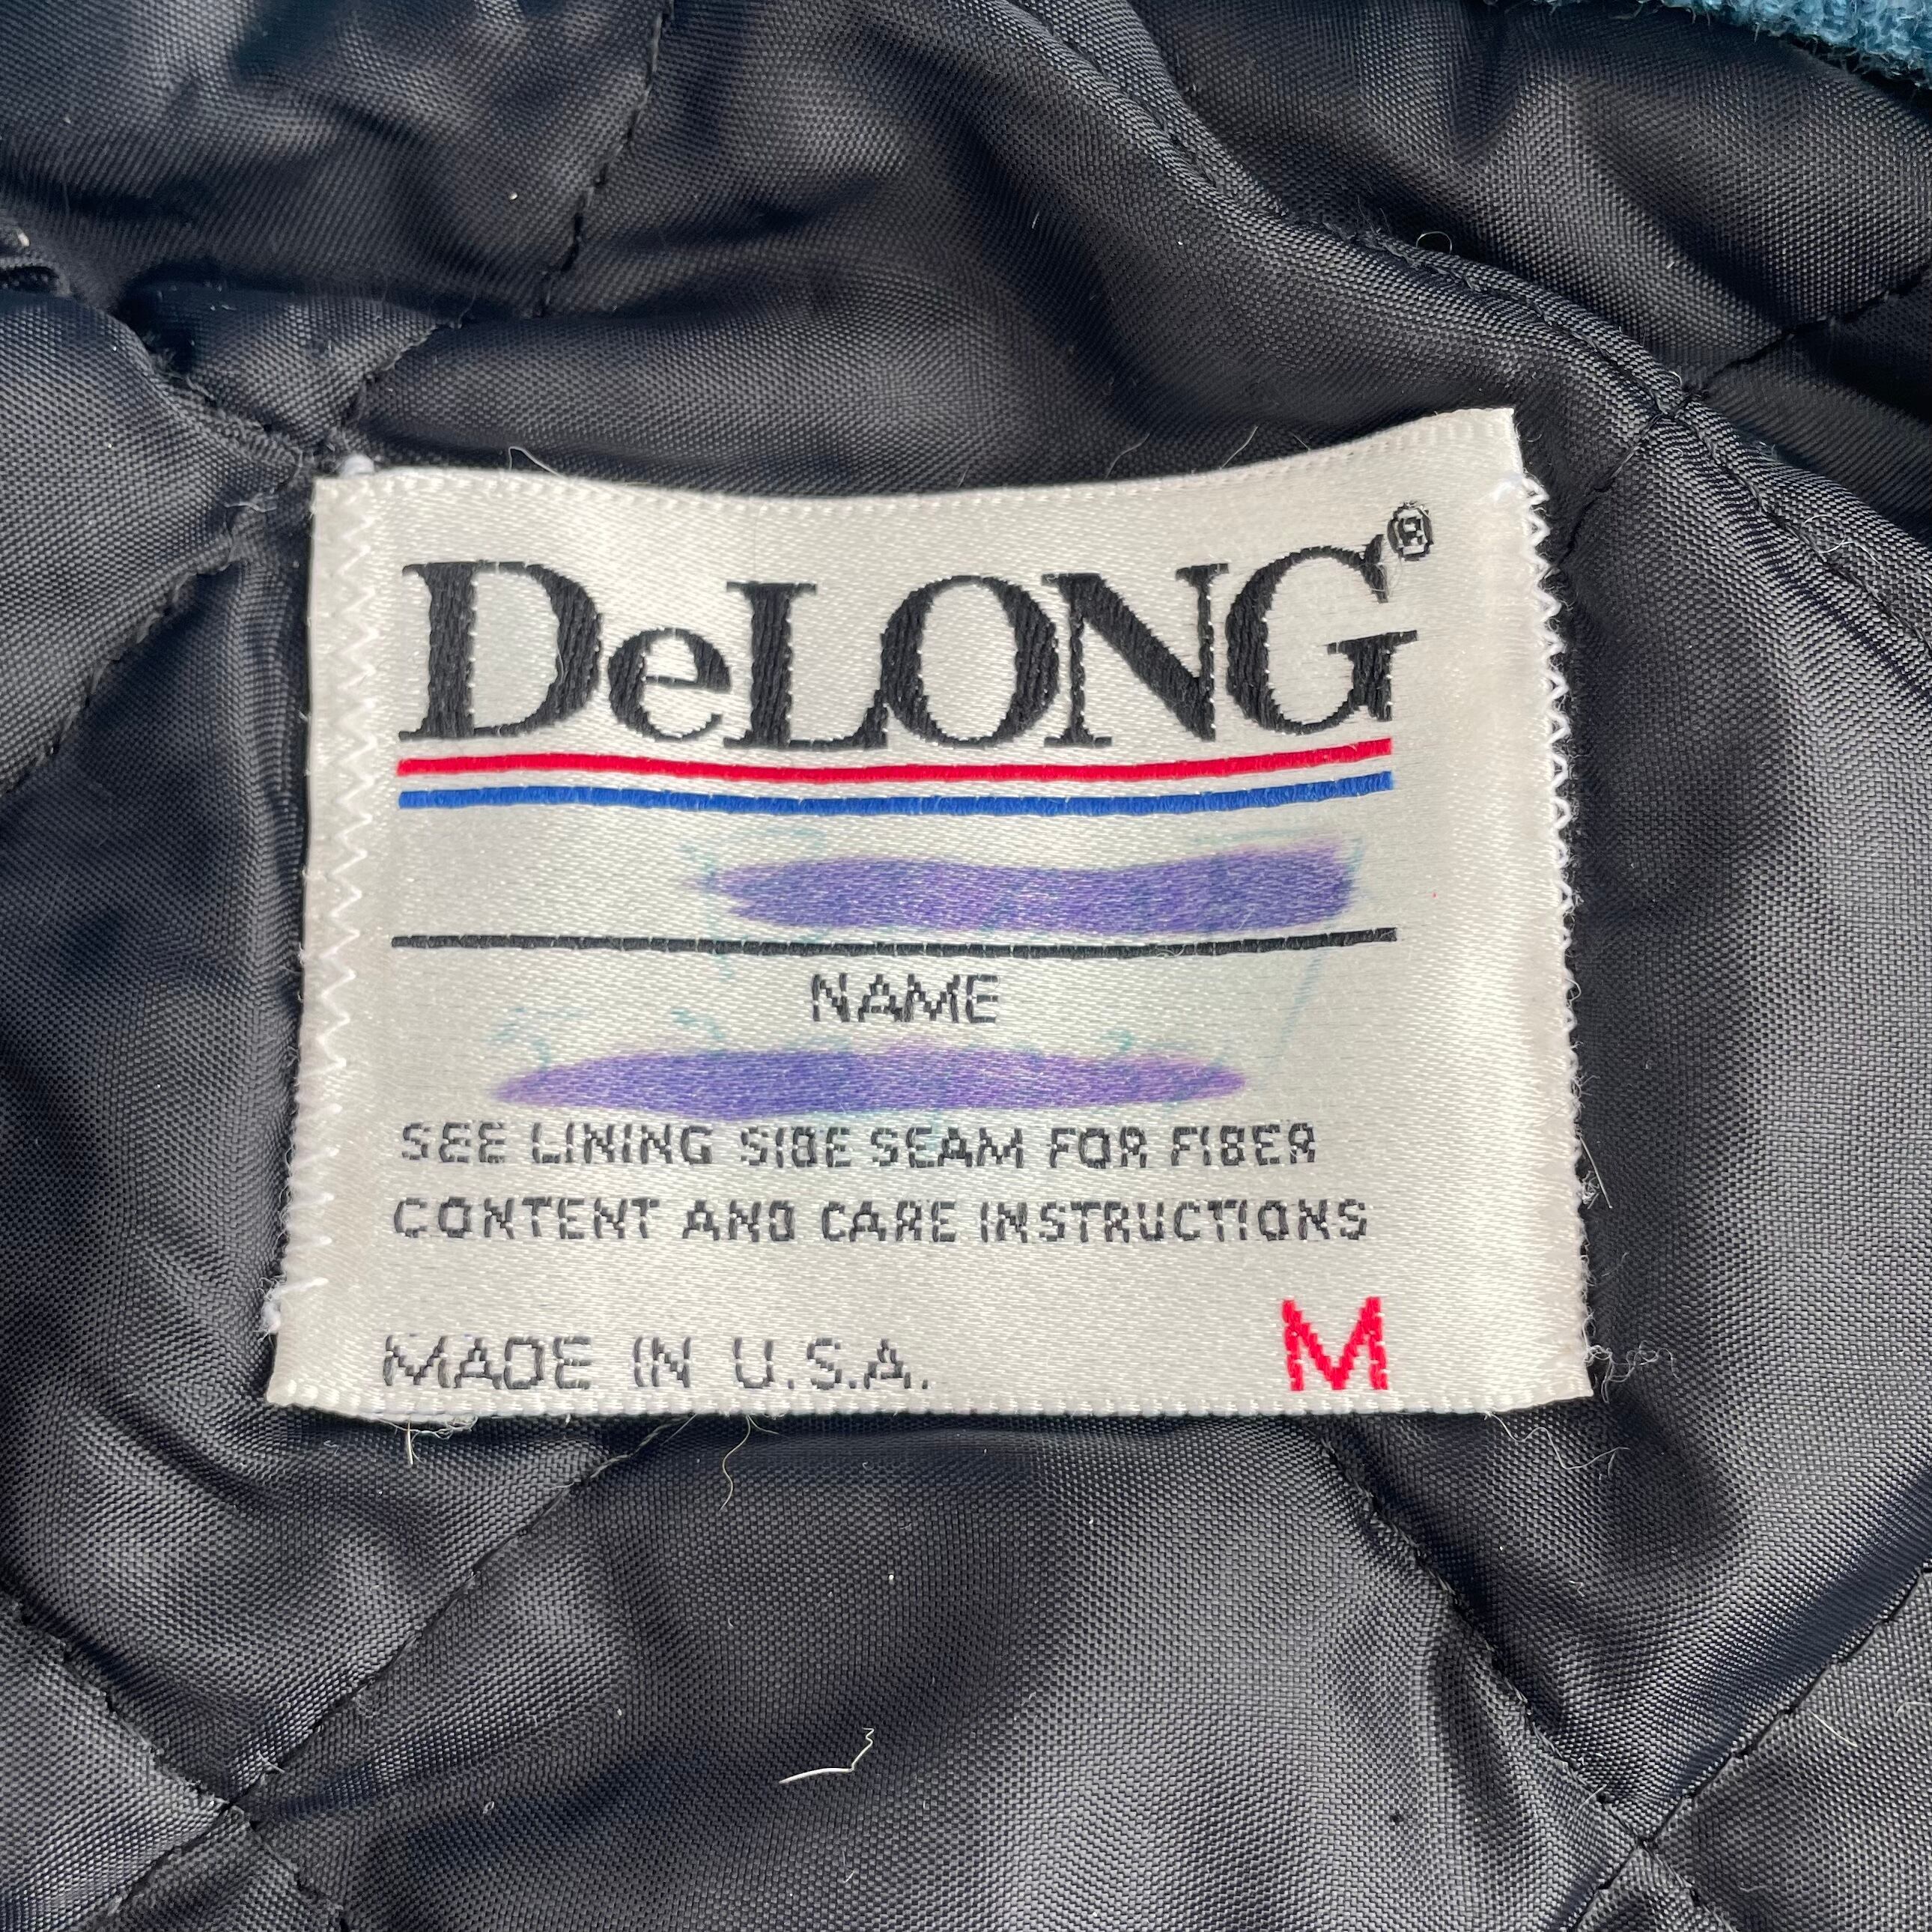 DeLONG®
NAME
SEE LINING SIDE SEAM FOR FIBER
CONTENT AND CARE INSTRUCTIONS
MADE IN U.S.A. M